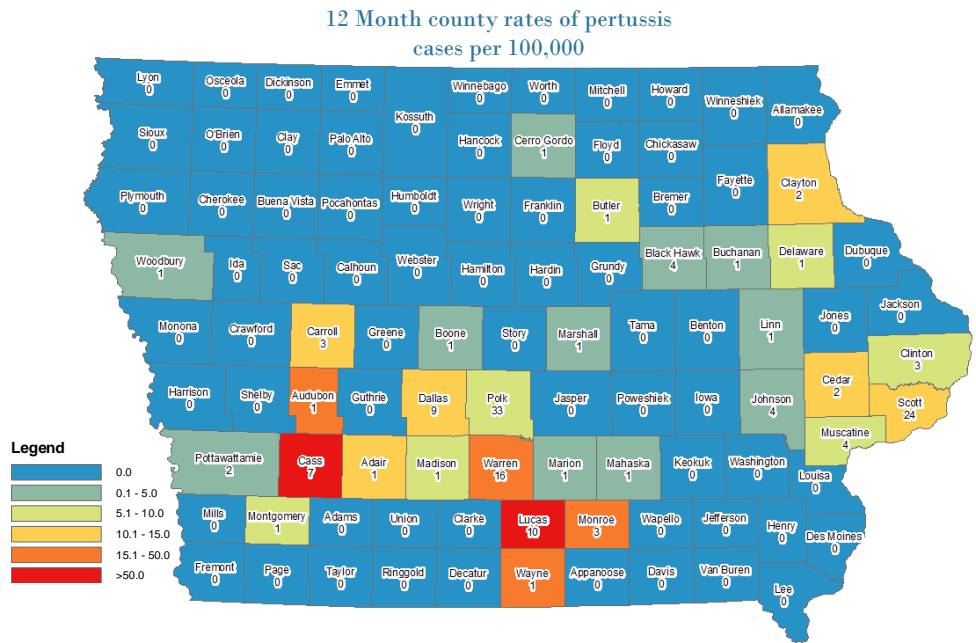 12 Month county rates of pertussis
cases per 100,000
Lyon
0
Osceola
0
Dickinson
0
Emmet
0
Kossuth
0
Winnebago
0
Worth
0
Mitchell
0
Howard
0
Winneshiek
0
Allamakee
0
Sioux
0
O'Brien
0
Clay
0
Palo Alto
0
Hancock
0
Cerro Gordo
1
Floyd
0
Chickasaw
0
Fayette
0
Clayton
2
Plymouth
0
Cherokee
0
Buena Vista
0
Pocahontas
0
Humboldt
0
Wright
0
Franklin
0
Butler
1
Bremer
0
Woodbury
1
Ida
0
Sac
0
Calhoun
0
Webster
0
Hamilton
0
Hardin
0
Grundy
0
Black Hawk
4
Buchanan
1
Delaware
1
Dubuque
0
Monona
0
Crawford
0
Carroll
3
Greene
0
Boone
1
Story
0
Marshall
1
Tama
0
Benton
0
Linn
1
Jones
0
Jackson
0
Clinton
3
Harrison
0
Shelby
0
Audubon
1
Guthrie
0
Dallas
9
Polk
33
Jasper
0
Poweshiek
0
Iowa
0
Johnson
4
Cedar
2
Scott
24
Muscatine
4
Pottawattamie
2
Cass
7
Adair
1
Madison
1
Warren
16
Marion
1
Mahaska
1
Keokuk
0
Washington
0
Louisa
0
Mills
0
Montgomery
1
Adams
0
Union
0
Clarke
0
Lucas
10
Monroe
3
Wapello
0
Jefferson
0
Henry
0
Des Moines
0
Fremont
0
Page
0
Taylor
0
Ringgold
0
Decatur
0
Wayne
1
Appanoose
0
Davis
0
Van Buren
0
Lee
0
Legend
0.0
0.1 - 5.0
5.1 - 10.0
10.1 - 15.0
15.1 - 50.0
>50.0